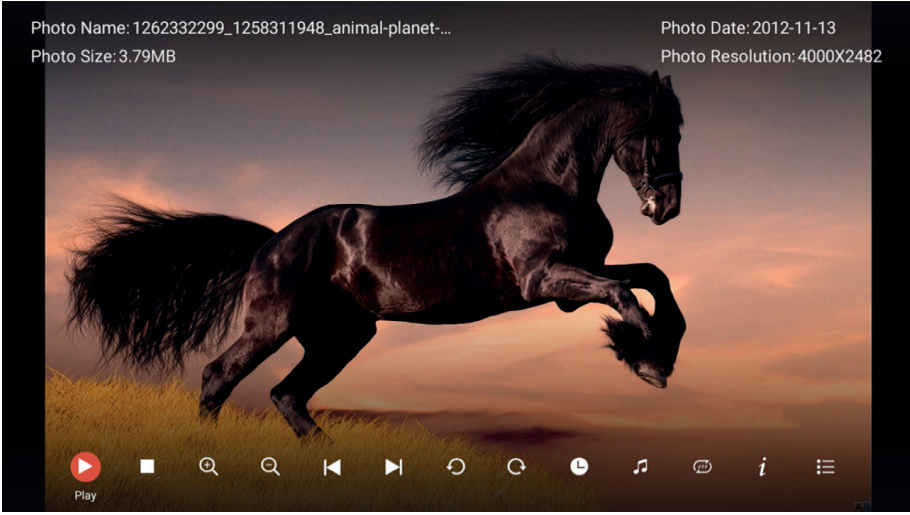 Photo Name: 1262332299_1258311948_animal-planet-...
Photo Size: 3.79MB
Photo Date: 2012-11-13
Photo Resolution: 4000X2482
Play